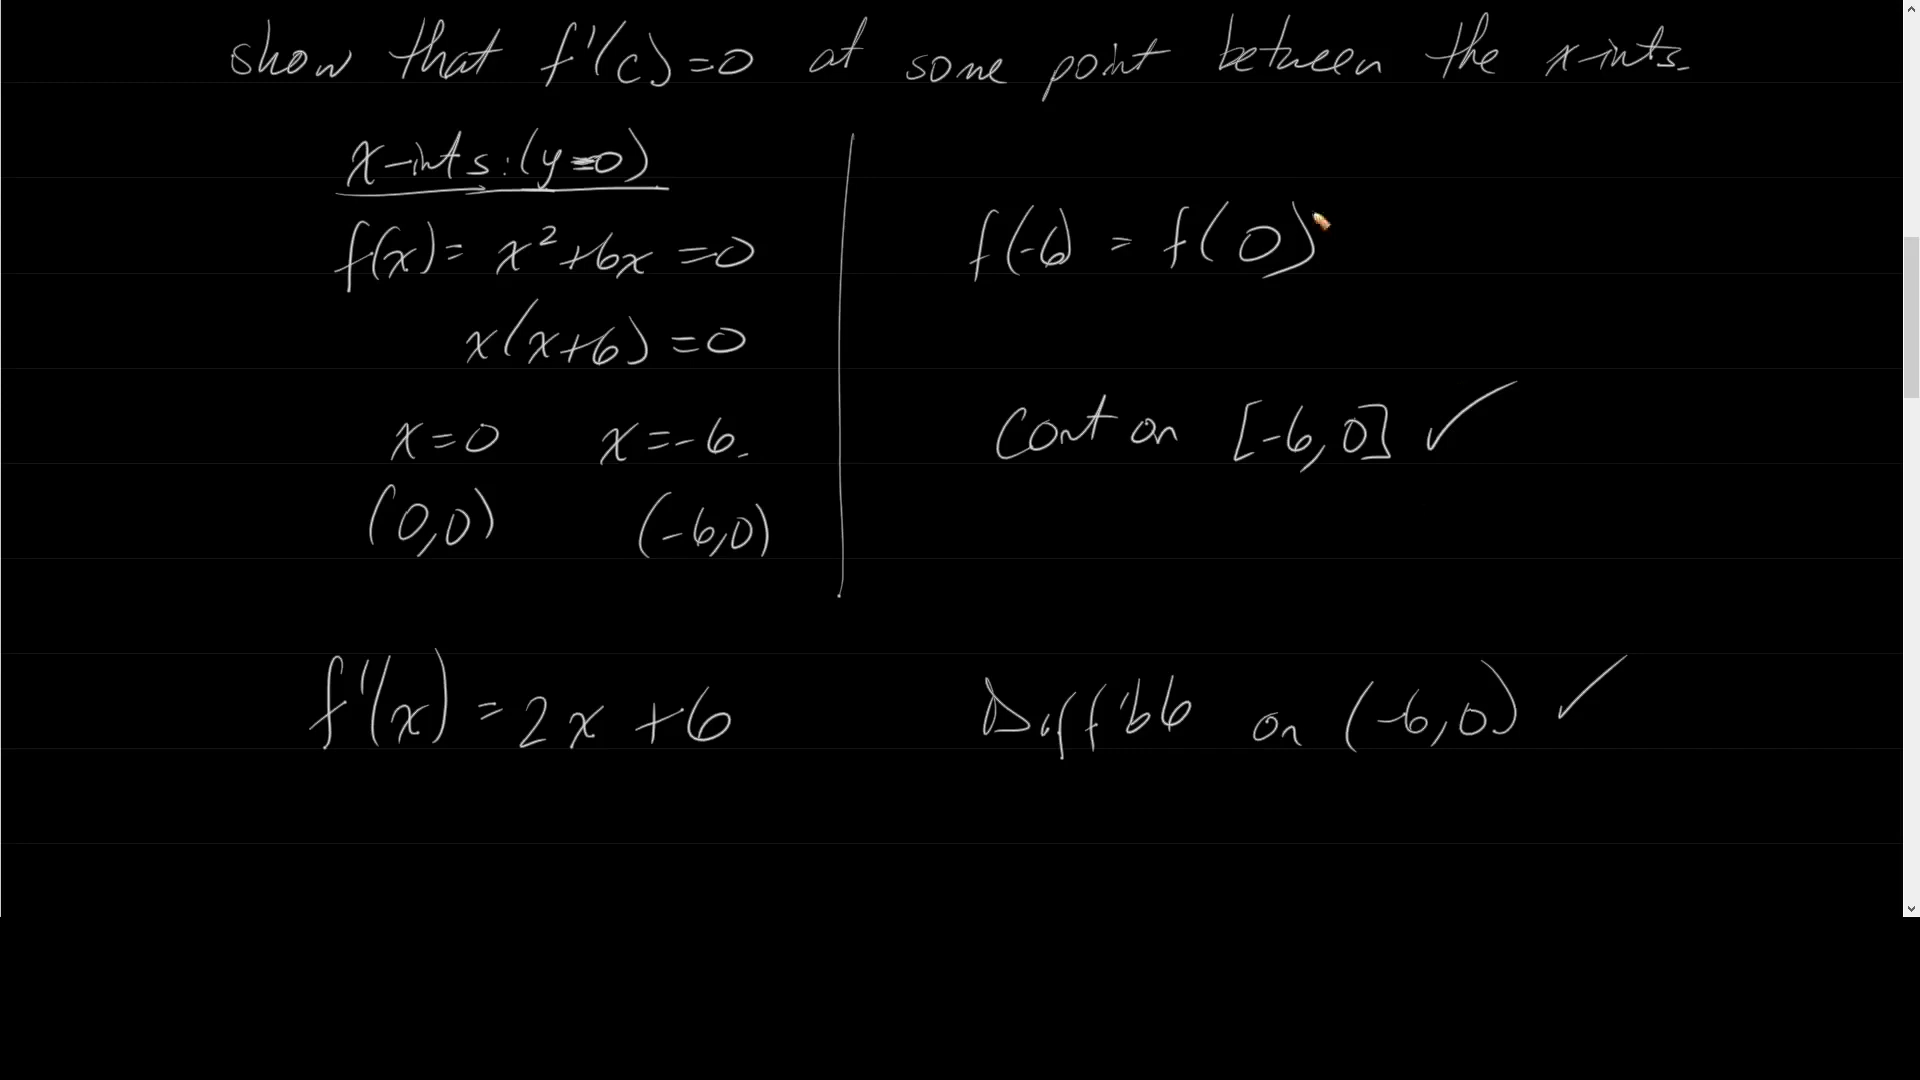 show that f'(c)=0 at some point between the x-ints.
x-ints:(y=0)
f(x)= x²+6x =0
x(x+6)=0
x=0 x=-6.
(0,0) (-6,0)
f(-6) = f(0)
Cont on [-6,0] ✓
f'(x) = 2x +6
Diff'bb on (-6,0) ✓